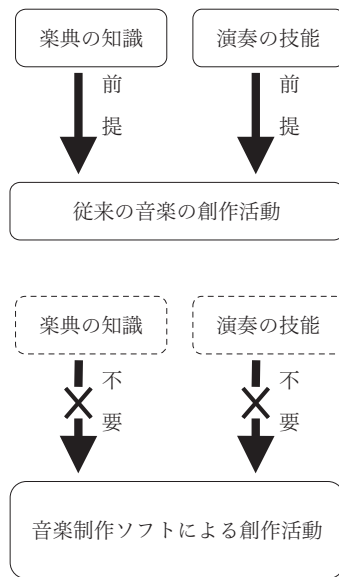 楽典の知識
演奏の技能
前提
前提
従来の音楽の創作活動
楽典の知識
演奏の技能
不要
不要
音楽制作ソフトによる創作活動